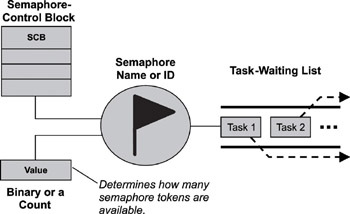 Semaphore-
Control Block
SCB
Semaphore
Name or ID
Task-Waiting List
Task 1
Task 2
Value
Binary or a
Count
Determines how many
semaphore tokens are
available.